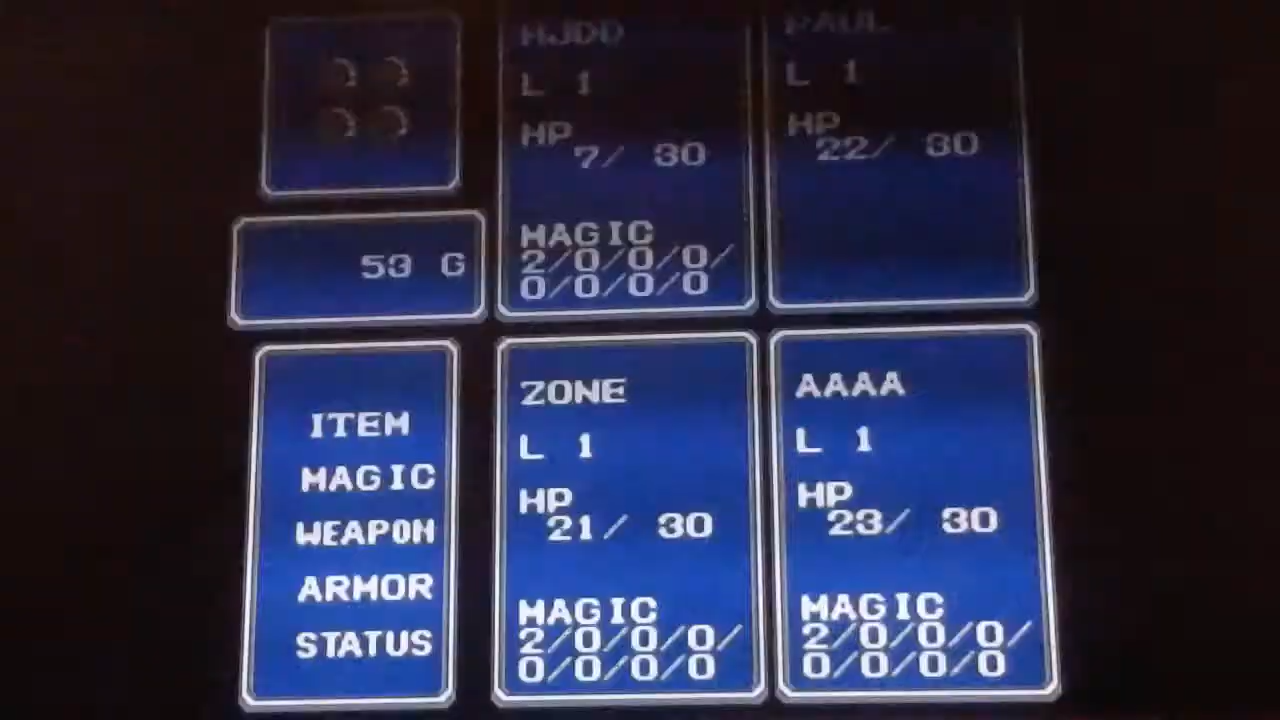 HJDD
L 1
HP
7/ 30
MAGIC
2/0/0/0/
0/0/0/0
PAUL
L 1
HP
22/ 30
53 G
ITEM
MAGIC
WEAPON
ARMOR
STATUS
ZONE
L 1
HP
21/ 30
MAGIC
2/0/0/0/
0/0/0/0
AAAA
L 1
HP
23/ 30
MAGIC
2/0/0/0/
0/0/0/0